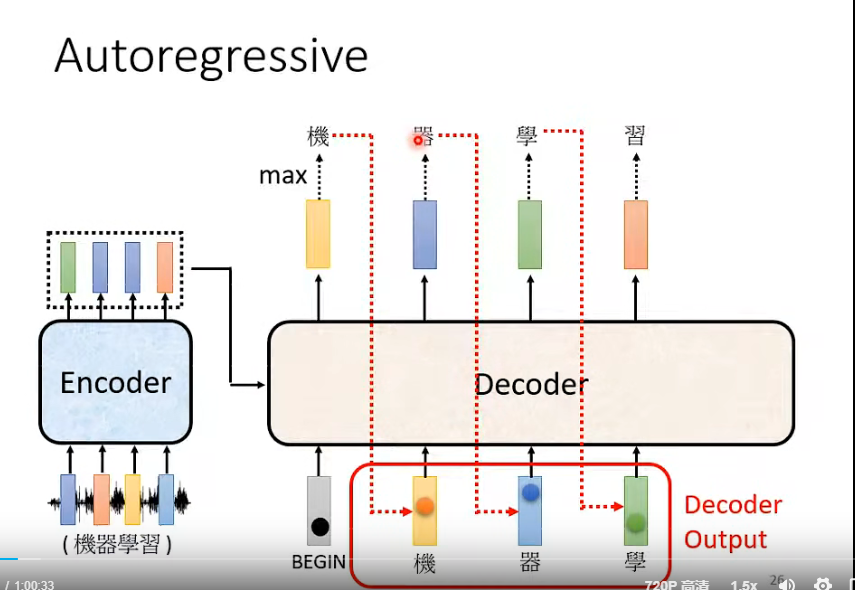 Autoregressive
機 器 學 習
max
Encoder
Decoder
(機器學習)
BEGIN
機 器 學
Decoder
Output
26
/ 1:00:33
720P 高清
1.5x